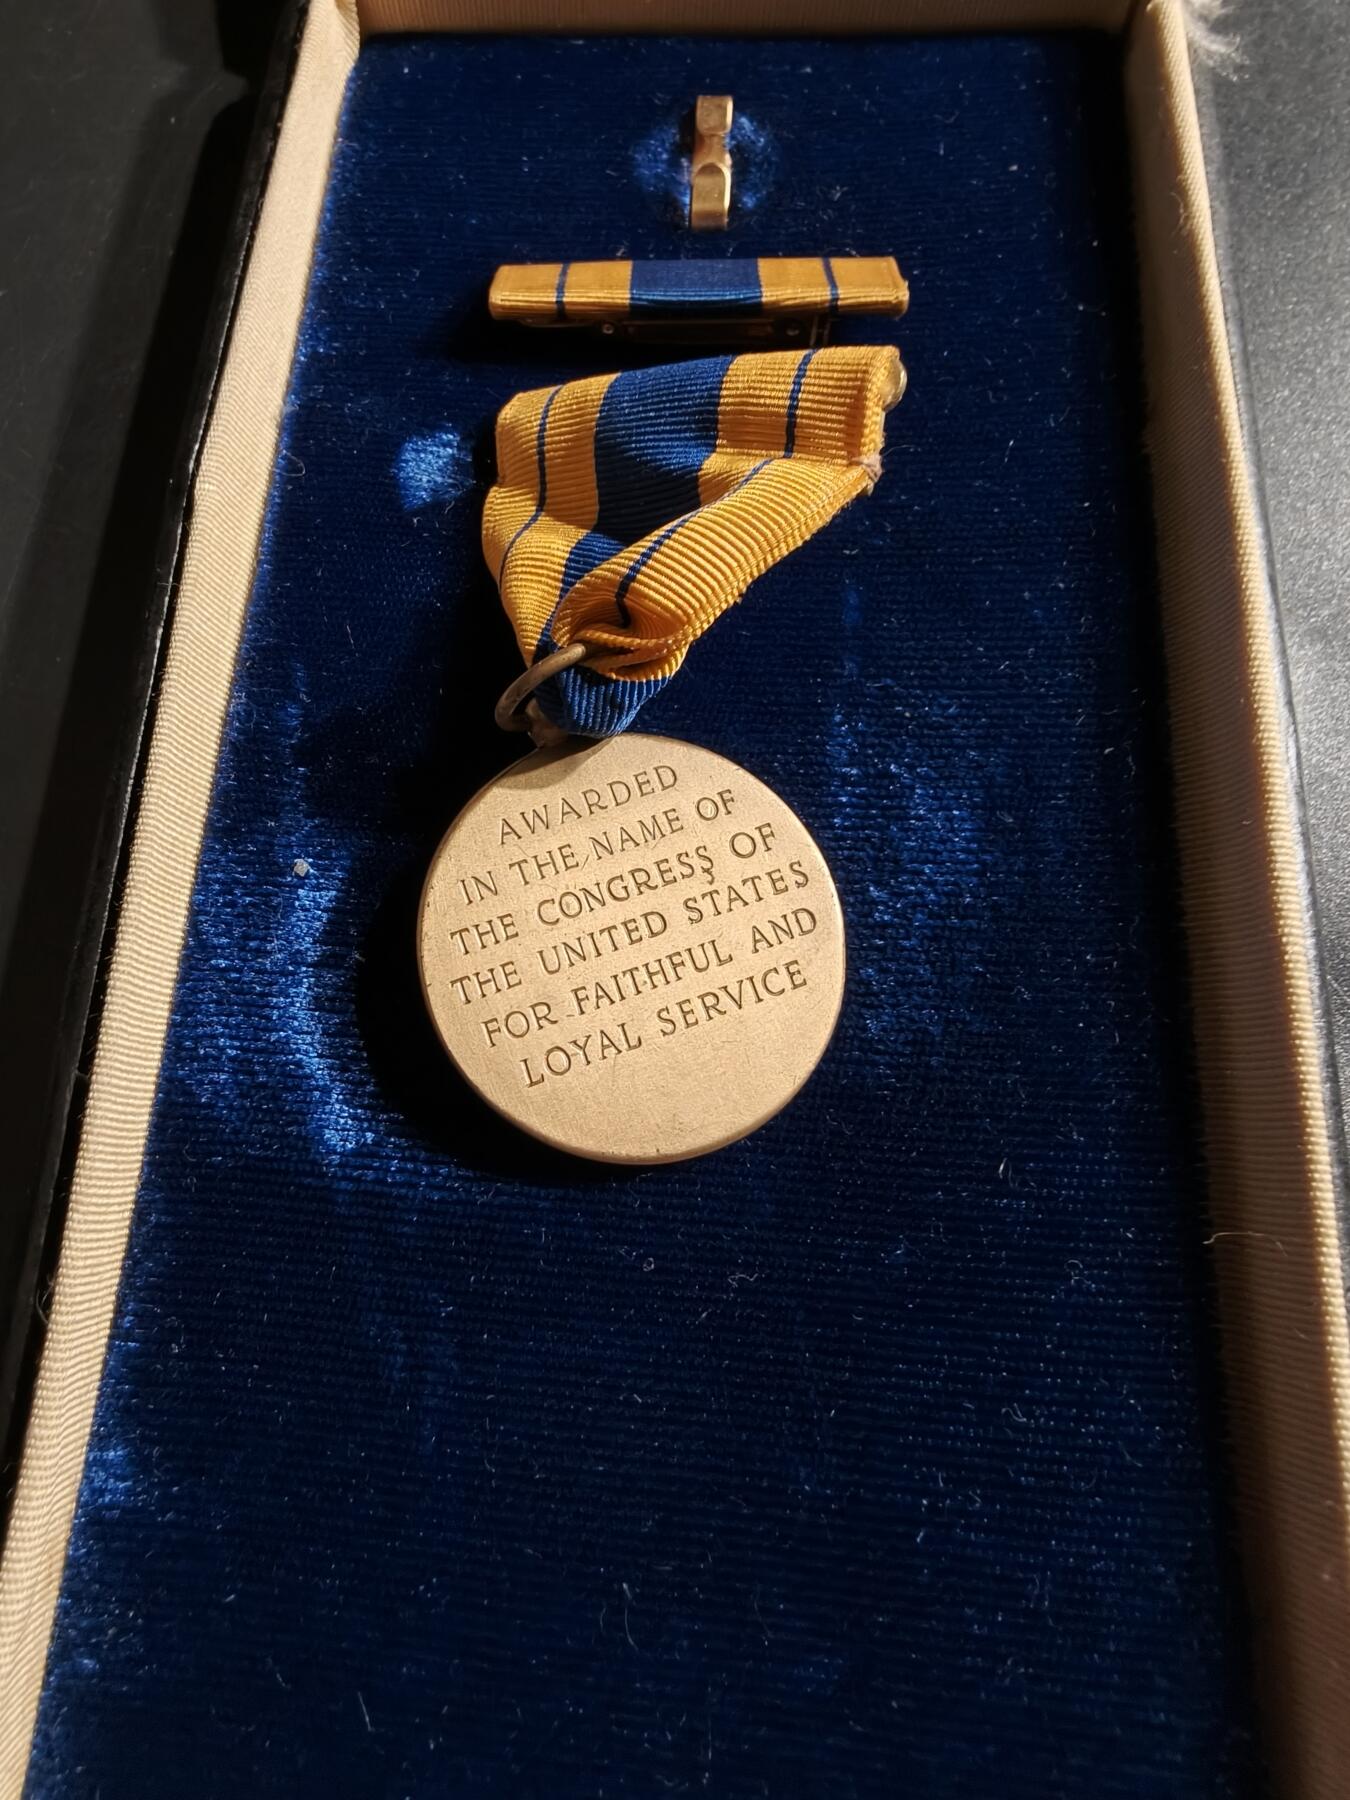 AWARDED
IN THE NAME OF
THE CONGRESS OF
THE UNITED STATES
FOR FAITHFUL AND
LOYAL SERVICE